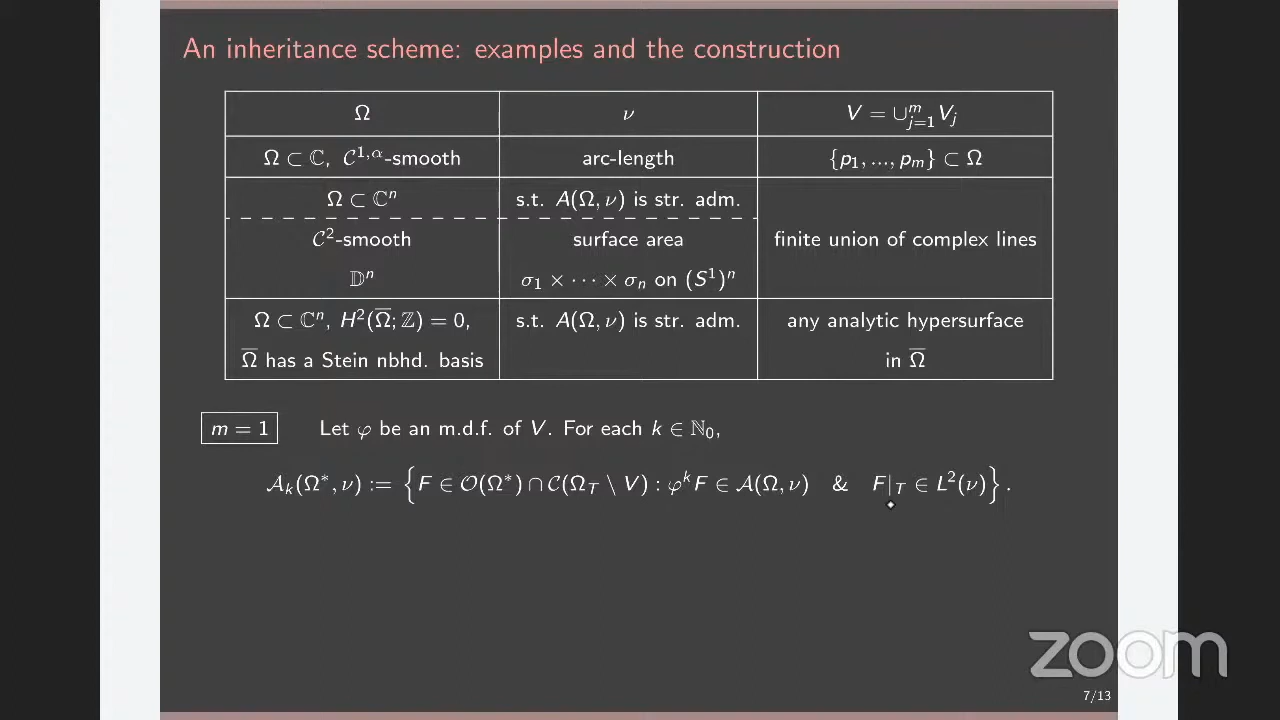 An inheritance scheme: examples and the construction
Ω ν V = ∪ᵐⱼ₌₁ Vⱼ
Ω ⊂ ℂ, 𝒞^{1,α}-smooth arc-length {p₁, ..., pₘ} ⊂ Ω
Ω ⊂ ℂⁿ s.t. A(Ω, ν) is str. adm.
𝒞²-smooth surface area finite union of complex lines
𝔻ⁿ σ₁ × ⋯ × σₙ on (S¹)ⁿ
Ω ⊂ ℂⁿ, H²(Ω̅; ℤ) = 0, s.t. A(Ω, ν) is str. adm. any analytic hypersurface
Ω̅ has a Stein nbhd. basis in Ω̅
m = 1 Let φ be an m.d.f. of V. For each k ∈ ℕ₀,
𝒜ₖ(Ω*, ν) := {F ∈ 𝒪(Ω*) ∩ 𝒞(Ω_T \ V) : φᵏF ∈ 𝒜(Ω, ν) & F|_T ∈ L²(ν)}.
zoom
7/13